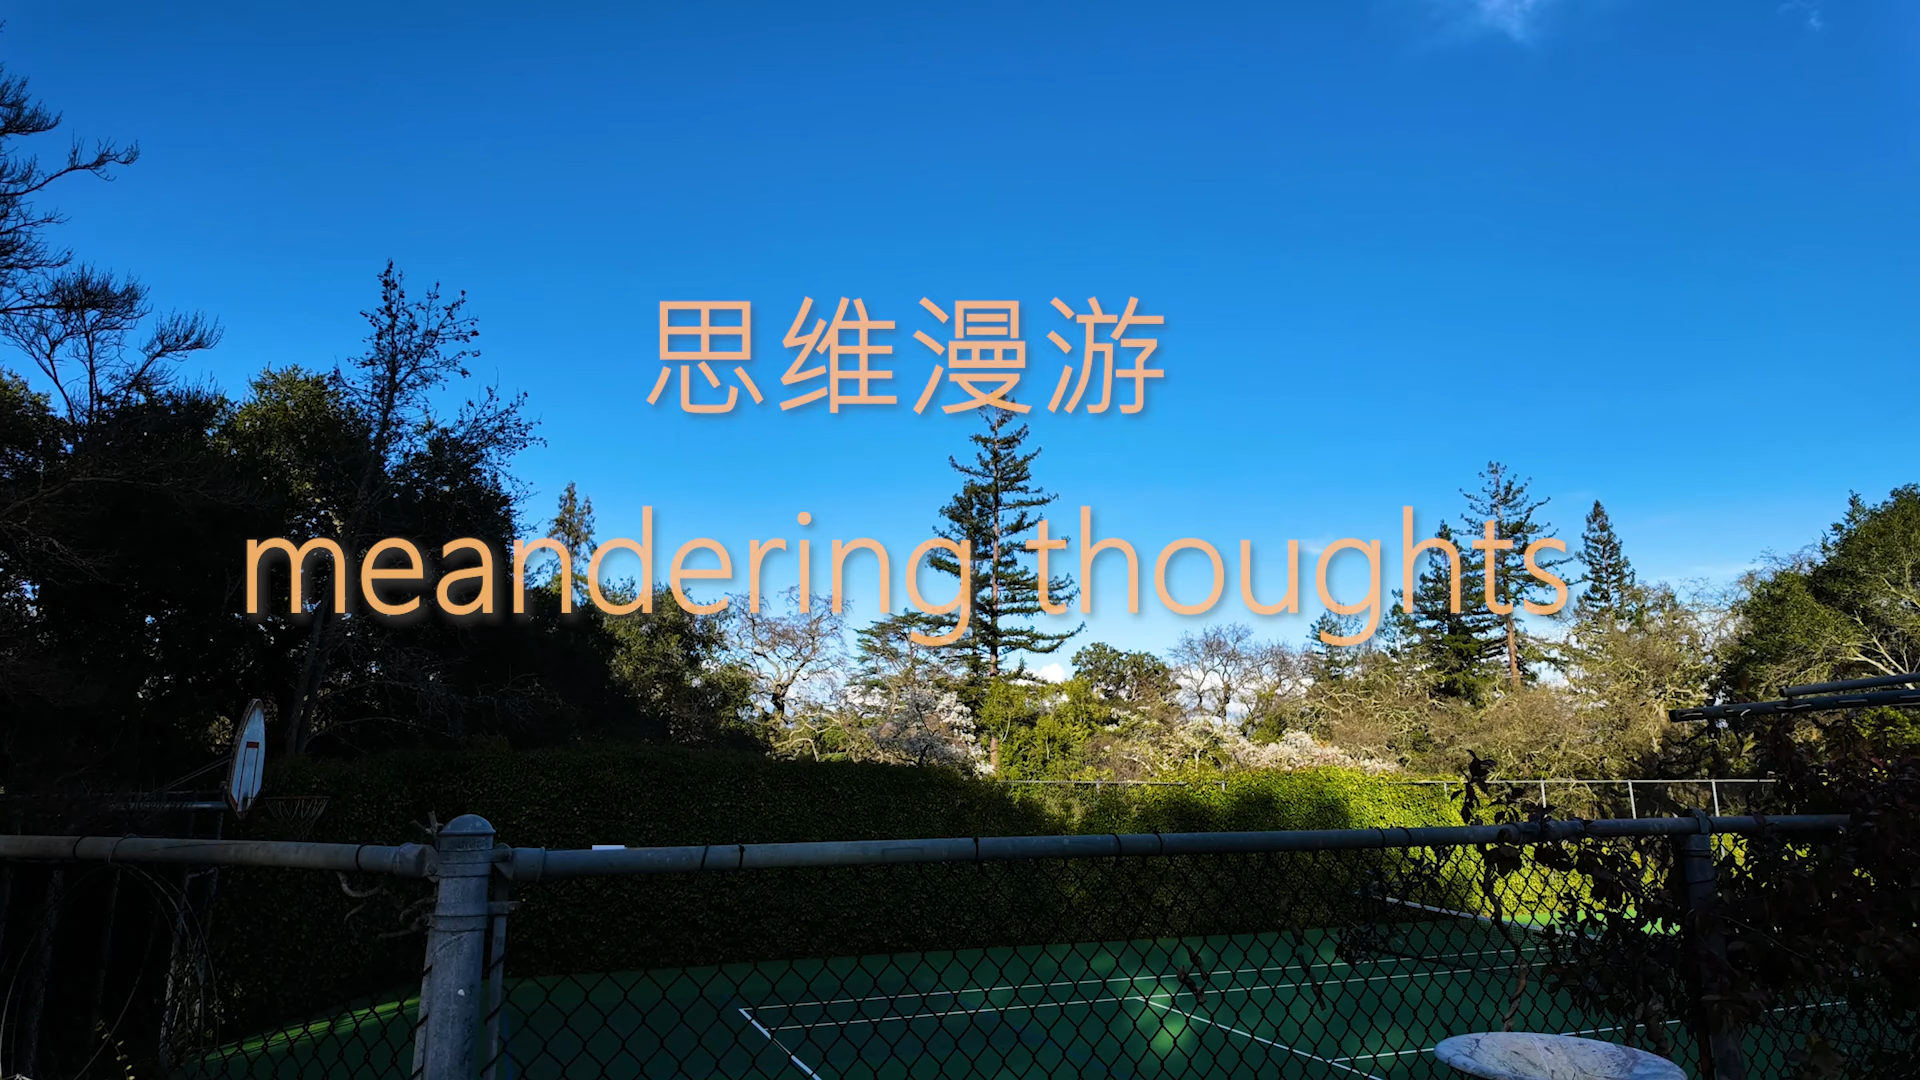 思维漫游
meandering thoughts